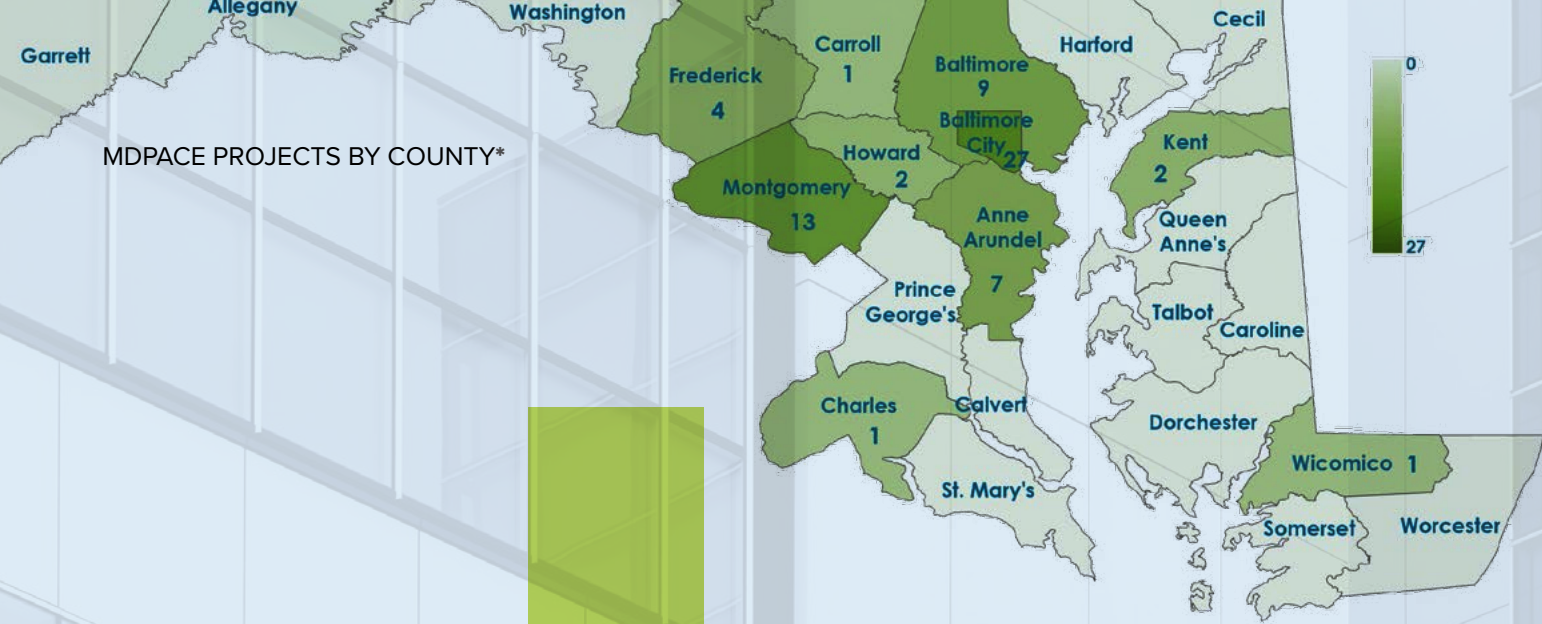 Allegany
Washington
Garrett
Cecil
Harford
0
Carroll
1
Baltimore
9
Frederick
4
Baltimore
City
27
MDPACE PROJECTS BY COUNTY*
Kent
2
Howard
2
Montgomery
13
Anne
Arundel
7
Queen
Anne's
27
Prince
George's
Talbot
Caroline
Charles
1
Calvert
Dorchester
Wicomico 1
St. Mary's
Somerset
Worcester